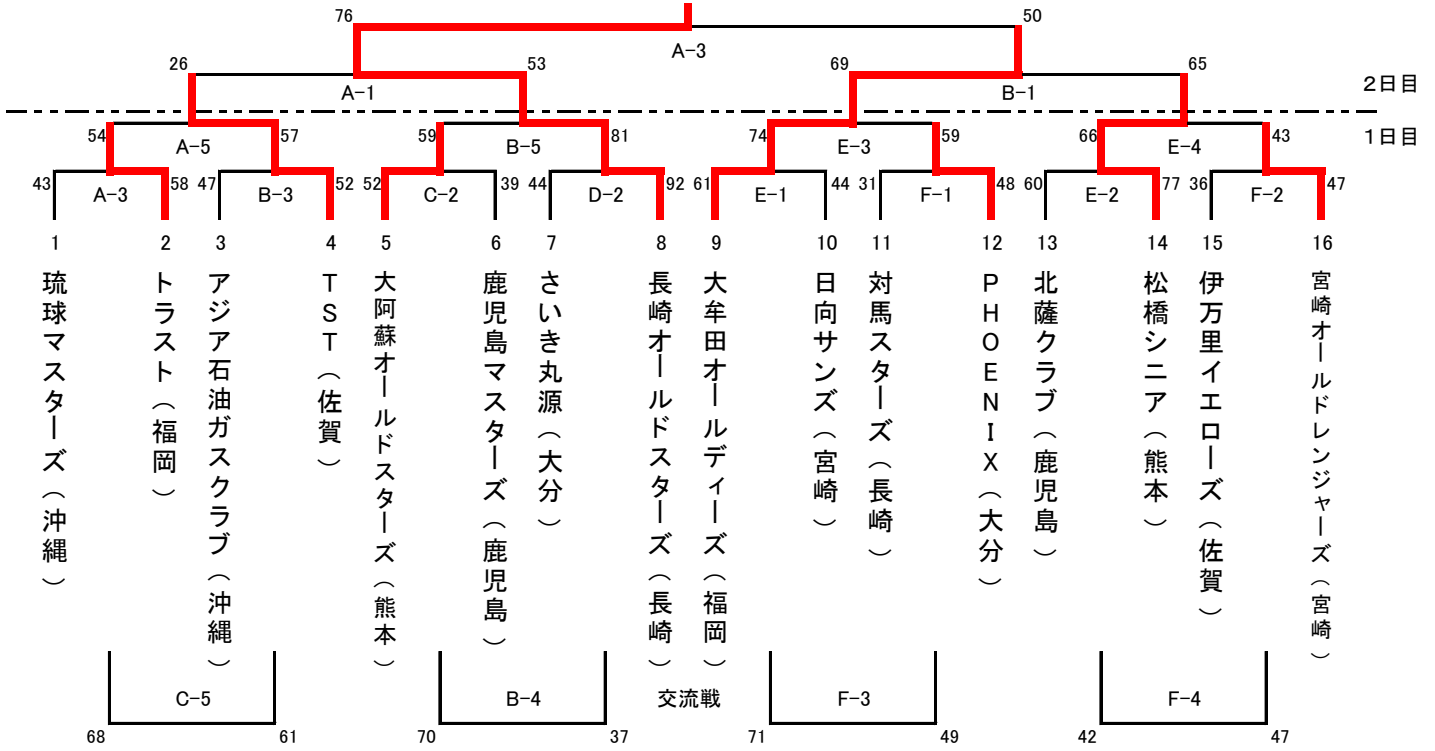 76 50
A-3
26 53 69 65
A-1 B-1
2日目
1日目
54 57 59 81 74 59 66 43
A-5 B-5 E-3 E-4
43 58 47 52 52 39 44 92 61 44 31 48 60 77 36 47
A-3 B-3 C-2 D-2 E-1 F-1 E-2 F-2
1 2 3 4 5 6 7 8 9 10 11 12 13 14 15 16
琉球マスターズ（沖縄）
トラスト（福岡）
アジア石油ガスクラブ（沖縄）
TST（佐賀）
大阿蘇オールドスターズ（熊本）
鹿児島マスターズ（鹿児島）
さいき丸源（大分）
長崎オールドスターズ（長崎）
大牟田オールディーズ（福岡）
日向サンズ（宮崎）
対馬スターズ（長崎）
PHOENIX（大分）
北薩クラブ（鹿児島）
松橋シニア（熊本）
伊万里イエローズ（佐賀）
宮崎オールドレンジャーズ（宮崎）
C-5 B-4 交流戦 F-3 F-4
68 61 70 37 71 49 42 47